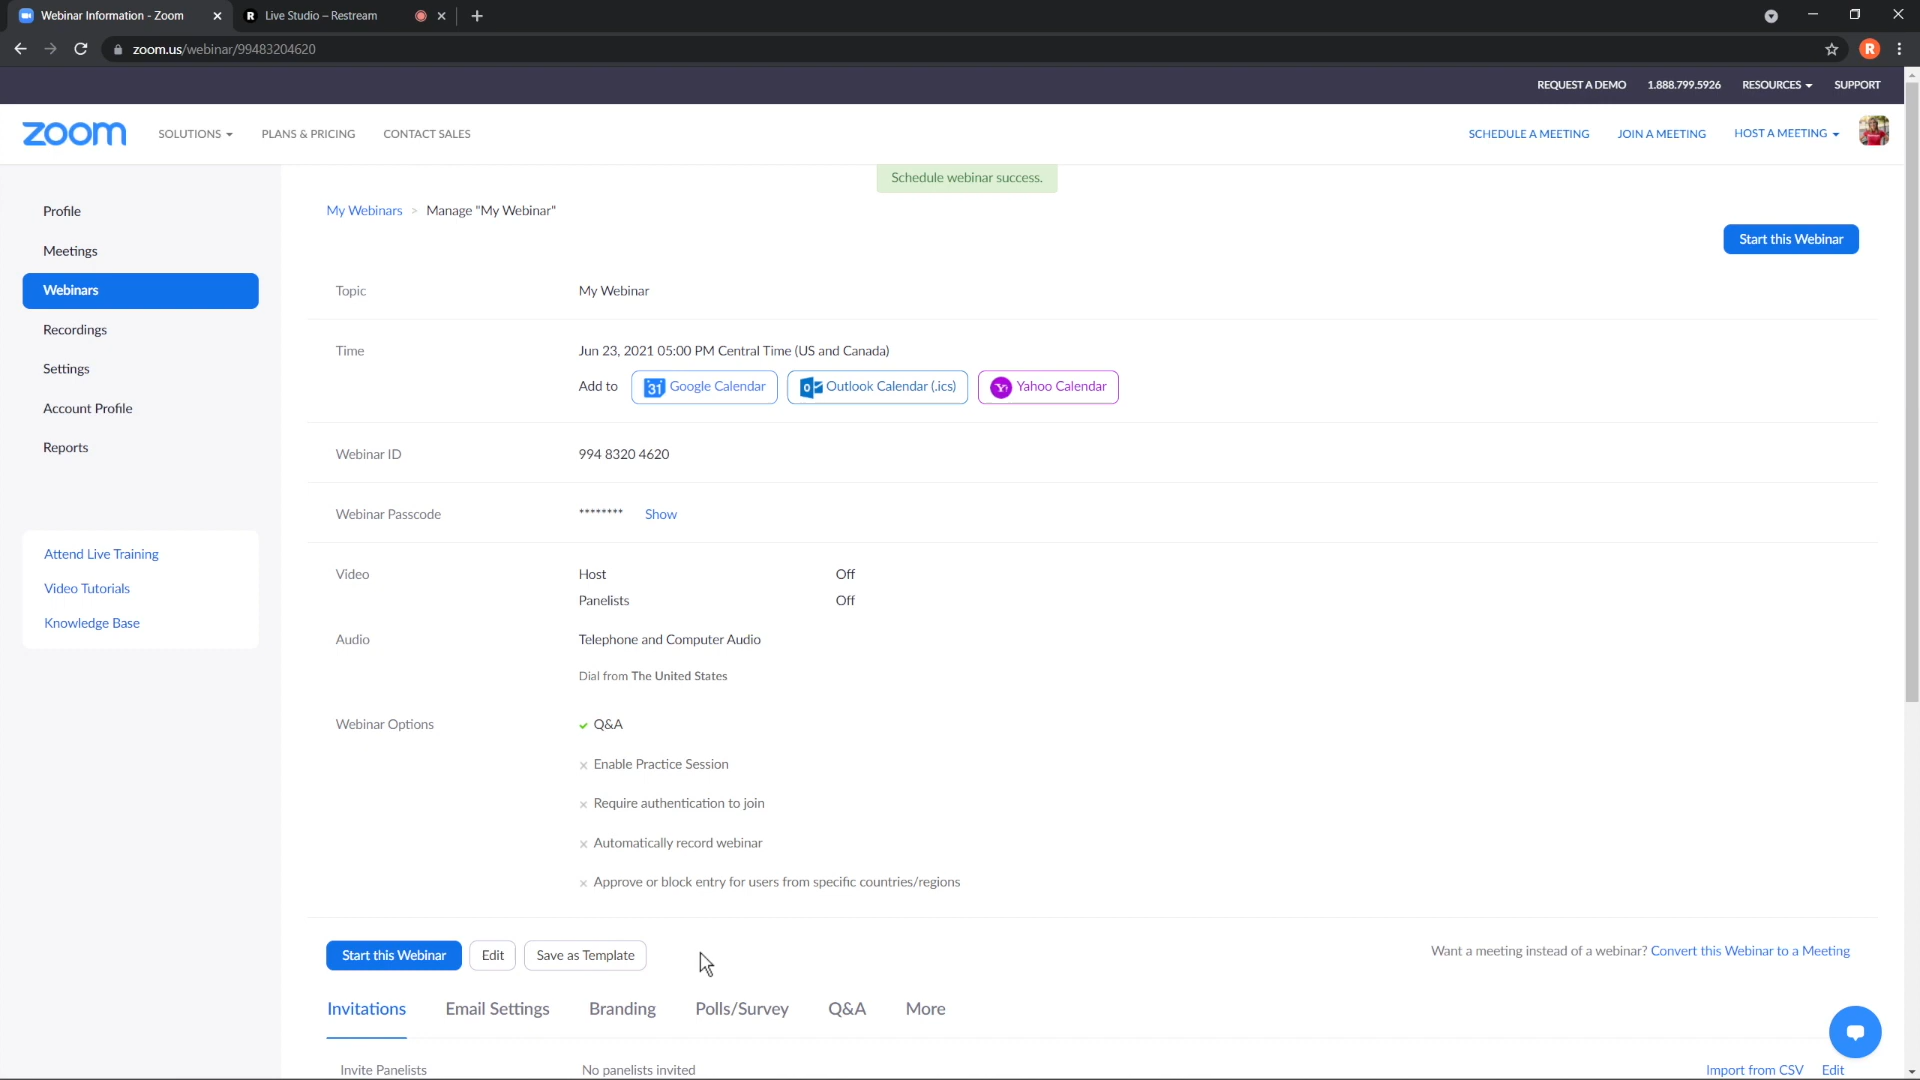 Webinar Information - Zoom
R Live Studio – Restream
zoom.us/webinar/99483204620
R
REQUEST A DEMO 1.888.799.5926 RESOURCES SUPPORT
zoom SOLUTIONS PLANS & PRICING CONTACT SALES SCHEDULE A MEETING JOIN A MEETING HOST A MEETING
Schedule webinar success.
Profile
Meetings
Webinars
Recordings
Settings
Account Profile
Reports
Attend Live Training
Video Tutorials
Knowledge Base
My Webinars > Manage "My Webinar"
Start this Webinar
Topic My Webinar
Time Jun 23, 2021 05:00 PM Central Time (US and Canada)
Add to 31 Google Calendar Outlook Calendar (.ics) Yahoo Calendar
Webinar ID 994 8320 4620
Webinar Passcode ******** Show
Video Host Off
Panelists Off
Audio Telephone and Computer Audio
Dial from The United States
Webinar Options Q&A
Enable Practice Session
Require authentication to join
Automatically record webinar
Approve or block entry for users from specific countries/regions
Start this Webinar Edit Save as Template Want a meeting instead of a webinar? Convert this Webinar to a Meeting
Invitations Email Settings Branding Polls/Survey Q&A More
Invite Panelists No panelists invited Import from CSV Edit